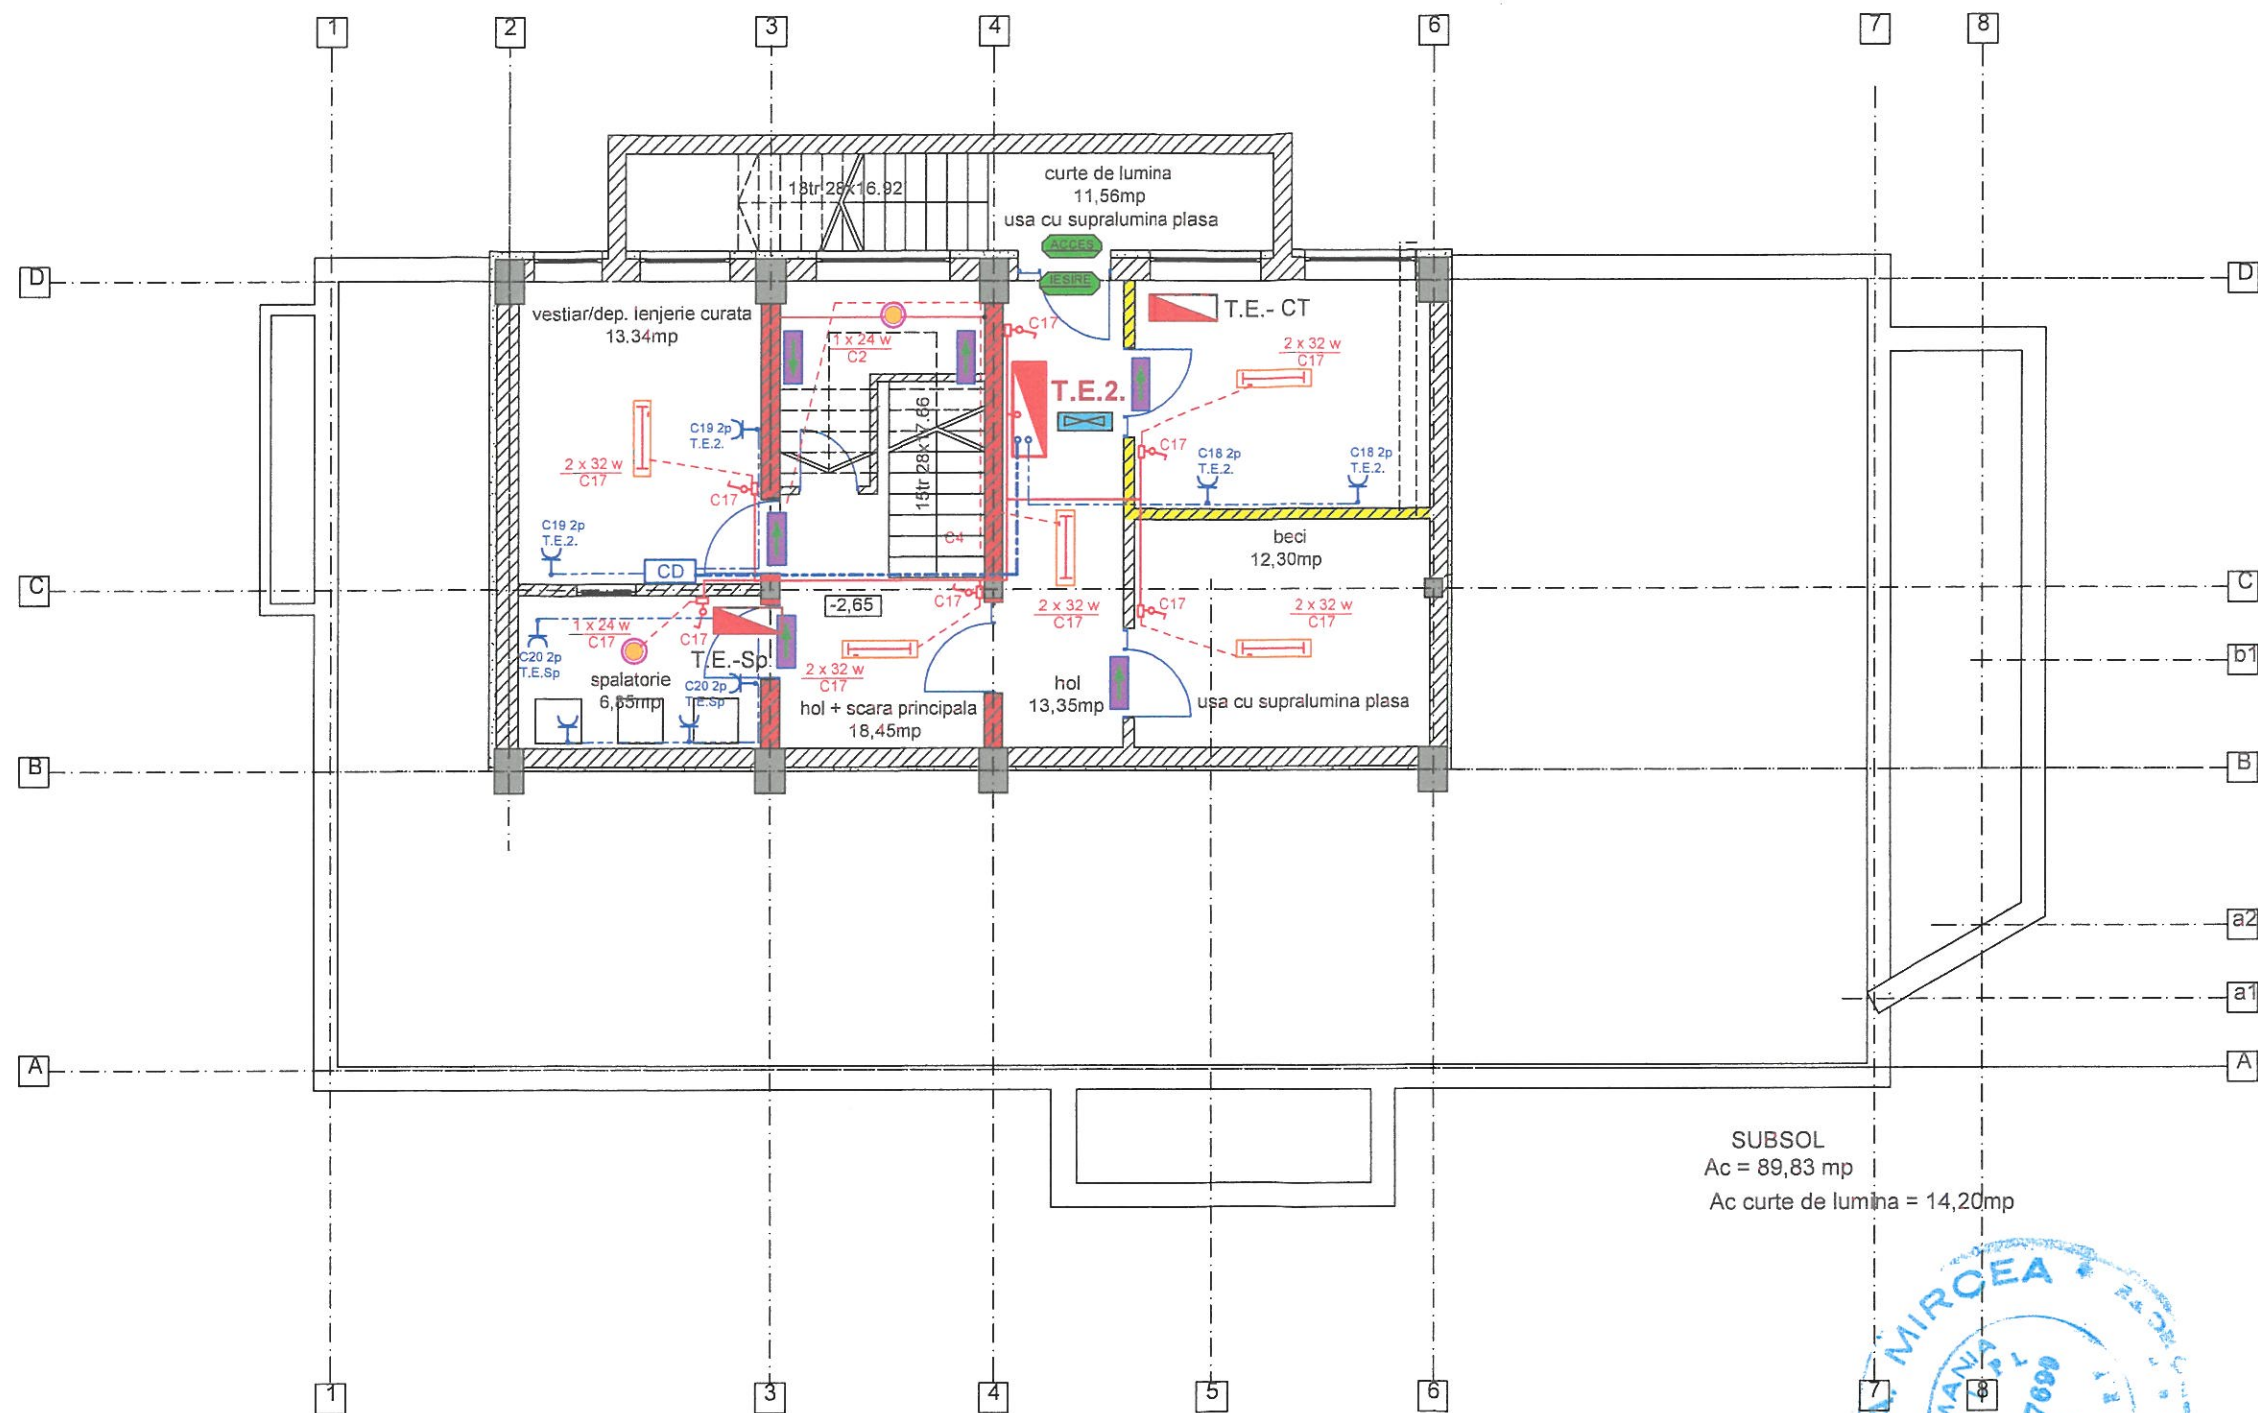 1
2
3
4
6
7
8
curte de lumina
11,56mp
usa cu supralumina plasa
18tr 28x16.92
ACCES
IESIRE
D
D
vestiar/dep. lenjerie curata
13.34mp
1 x 24 w
C2
C17
T.E.- CT
2 x 32 w
C17
T.E.2.
C19 2p
T.E.2.
15tr 28x17.66
2 x 32 w
C17
C17
C17
C18 2p
T.E.2.
C18 2p
T.E.2.
C19 2p
T.E.2.
C4
beci
12,30mp
CD
C
C
-2,65
C17
2 x 32 w
C17
C17
2 x 32 w
C17
1 x 24 w
C17
C17
C20 2p
T.E.Sp
T.E.-Sp
C20 2p
T.E.Sp
2 x 32 w
C17
spalatorie
6,85mp
hol + scara principala
18,45mp
hol
13,35mp
usa cu supralumina plasa
b1
B
B
a2
a1
A
A
SUBSOL
Ac = 89,83 mp
Ac curte de lumina = 14,20mp
MIRCEA
1
3
4
5
6
7
8